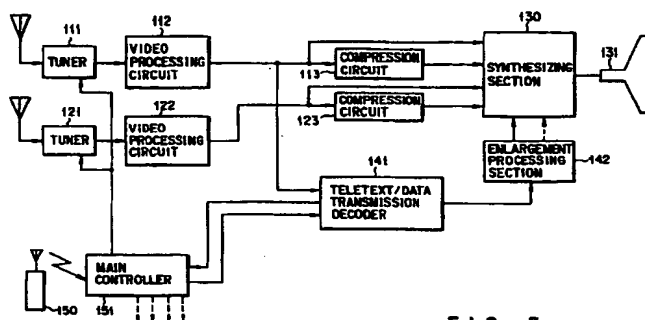 111
112
130
TUNER
VIDEO
PROCESSING
CIRCUIT
COMPRESSION
CIRCUIT
113
SYNTHESIZING
SECTION
131
121
122
TUNER
VIDEO
PROCESSING
CIRCUIT
COMPRESSION
CIRCUIT
123
141
ENLARGEMENT
PROCESSING
SECTION
142
TELETEXT/DATA
TRANSMISSION
DECODER
MAIN
CONTROLLER
150
151
F I G.